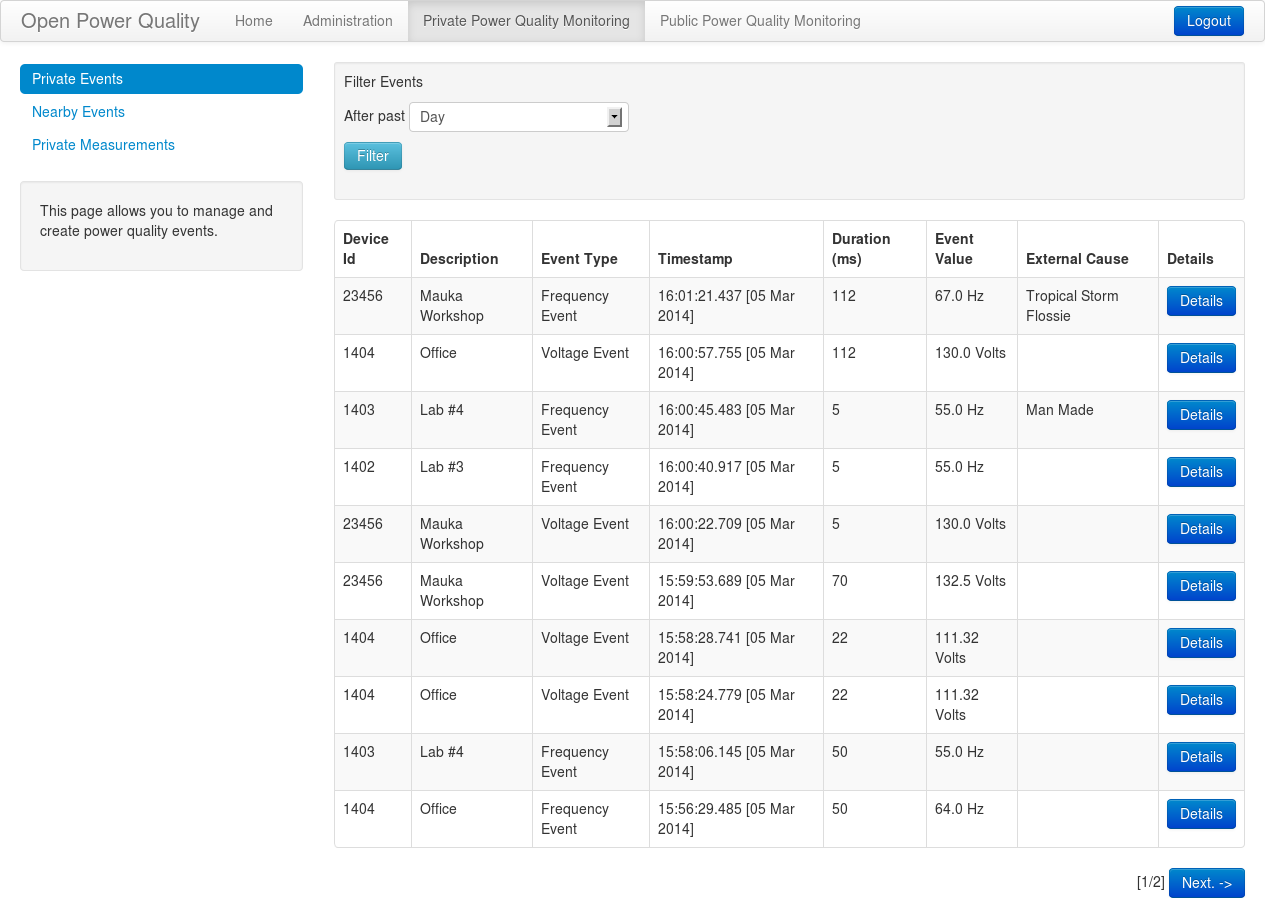 Open Power Quality Home Administration Private Power Quality Monitoring Public Power Quality Monitoring Logout
Private Events
Nearby Events
Private Measurements
This page allows you to manage and
create power quality events.
Filter Events
After past Day
Filter
Device Id Description Event Type Timestamp Duration (ms) Event Value External Cause Details
23456 Mauka Workshop Frequency Event 16:01:21.437 [05 Mar 2014] 112 67.0 Hz Tropical Storm Flossie Details
1404 Office Voltage Event 16:00:57.755 [05 Mar 2014] 112 130.0 Volts Details
1403 Lab #4 Frequency Event 16:00:45.483 [05 Mar 2014] 5 55.0 Hz Man Made Details
1402 Lab #3 Frequency Event 16:00:40.917 [05 Mar 2014] 5 55.0 Hz Details
23456 Mauka Workshop Voltage Event 16:00:22.709 [05 Mar 2014] 5 130.0 Volts Details
23456 Mauka Workshop Voltage Event 15:59:53.689 [05 Mar 2014] 70 132.5 Volts Details
1404 Office Voltage Event 15:58:28.741 [05 Mar 2014] 22 111.32 Volts Details
1404 Office Voltage Event 15:58:24.779 [05 Mar 2014] 22 111.32 Volts Details
1403 Lab #4 Frequency Event 15:58:06.145 [05 Mar 2014] 50 55.0 Hz Details
1404 Office Frequency Event 15:56:29.485 [05 Mar 2014] 50 64.0 Hz Details
[1/2] Next. ->